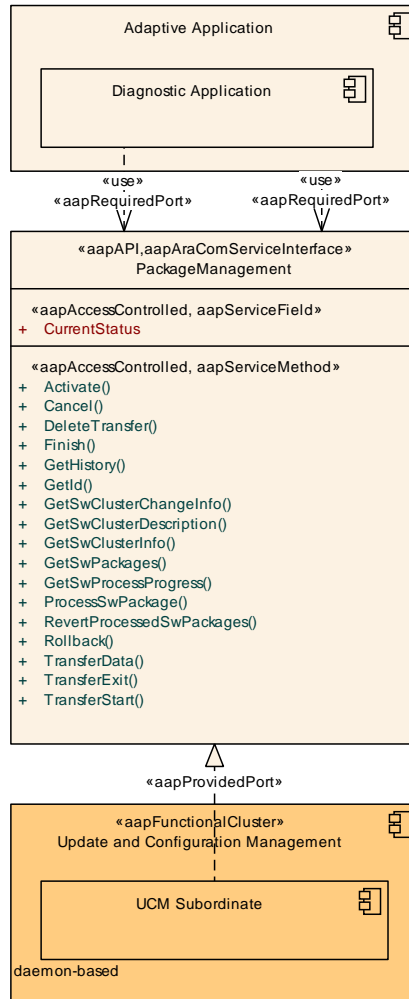 Adaptive Application
Diagnostic Application
«use»
«aapRequiredPort»
«use»
«aapRequiredPort»
«aapAPI,aapAraComServiceInterface»
PackageManagement
«aapAccessControlled, aapServiceField»
+ CurrentStatus
«aapAccessControlled, aapServiceMethod»
+ Activate()
+ Cancel()
+ DeleteTransfer()
+ Finish()
+ GetHistory()
+ GetId()
+ GetSwClusterChangeInfo()
+ GetSwClusterDescription()
+ GetSwClusterInfo()
+ GetSwPackages()
+ GetSwProcessProgress()
+ ProcessSwPackage()
+ RevertProcessedSwPackages()
+ Rollback()
+ TransferData()
+ TransferExit()
+ TransferStart()
«aapProvidedPort»
«aapFunctionalCluster»
Update and Configuration Management
UCM Subordinate
daemon-based